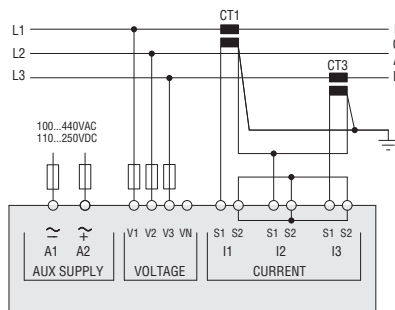 CT1
L1
L2
L3
CT3
100...440VAC
110...250VDC
V1 V2 V3 VN S1 S2 S1 S2 S1 S2
~ ~
− +
A1 A2 I1 I2 I3
AUX SUPPLY VOLTAGE CURRENT